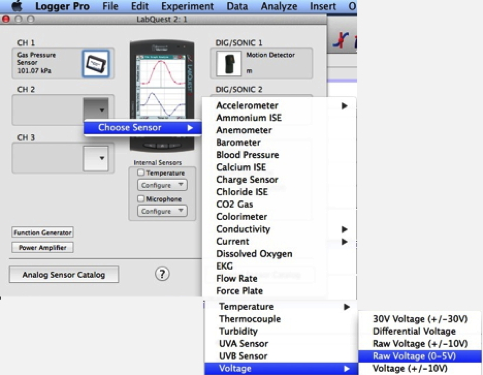 Logger Pro File Edit Experiment Data Analyze Insert O
LabQuest 2: 1
CH 1
Gas Pressure
Sensor
101.07 kPa
DIG/SONIC 1
Motion Detector
m
CH 2
DIG/SONIC 2
Choose Sensor
CH 3
Internal Sensors
Temperature
Configure
Microphone
Configure
Function Generator
Power Amplifier
Analog Sensor Catalog
?
Accelerometer
Ammonium ISE
Anemometer
Barometer
Blood Pressure
Calcium ISE
Charge Sensor
Chloride ISE
CO2 Gas
Colorimeter
Conductivity
Current
Dissolved Oxygen
EKG
Flow Rate
Force Plate
Temperature
Thermocouple
Turbidity
UVA Sensor
UVB Sensor
Voltage
30V Voltage (+/-30V)
Differential Voltage
Raw Voltage (+/-10V)
Raw Voltage (0-5V)
Voltage (+/-10V)